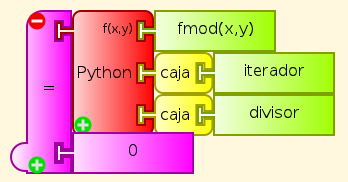 f(x,y) fmod(x,y)
Python caja iterador
= caja divisor
0